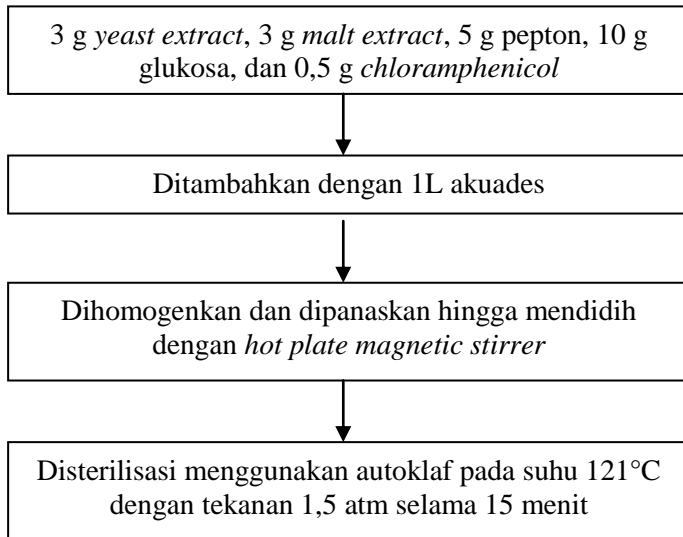 3 g yeast extract, 3 g malt extract, 5 g pepton, 10 g
glukosa, dan 0,5 g chloramphenicol
Ditambahkan dengan 1L akuades
Dihomogenkan dan dipanaskan hingga mendidih
dengan hot plate magnetic stirrer
Disterilisasi menggunakan autoklaf pada suhu 121°C
dengan tekanan 1,5 atm selama 15 menit